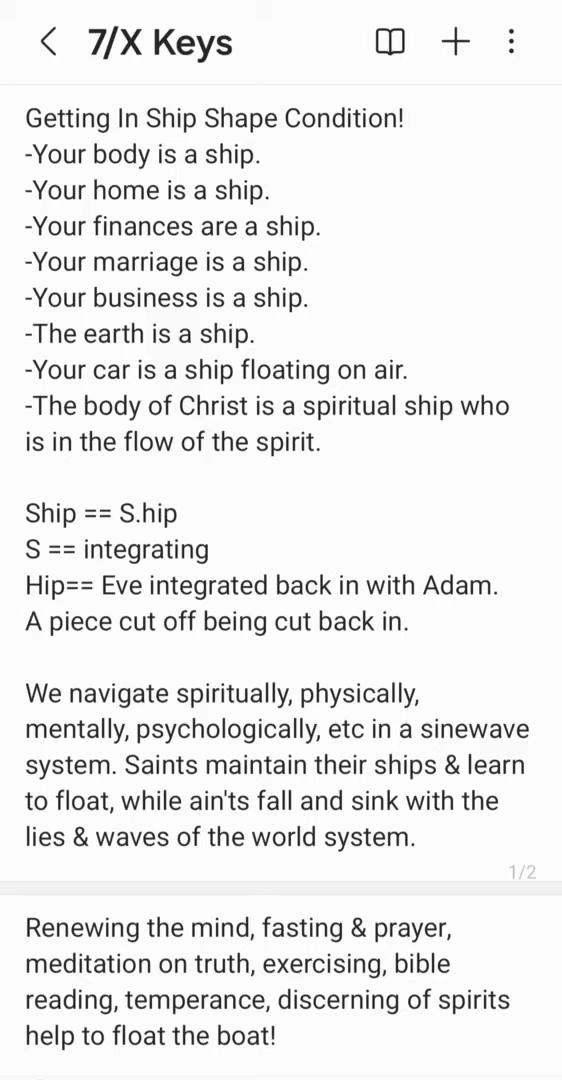 7/X Keys
Getting In Ship Shape Condition!
-Your body is a ship.
-Your home is a ship.
-Your finances are a ship.
-Your marriage is a ship.
-Your business is a ship.
-The earth is a ship.
-Your car is a ship floating on air.
-The body of Christ is a spiritual ship who
is in the flow of the spirit.
Ship == S.hip
S == integrating
Hip== Eve integrated back in with Adam.
A piece cut off being cut back in.
We navigate spiritually, physically,
mentally, psychologically, etc in a sinewave
system. Saints maintain their ships & learn
to float, while ain'ts fall and sink with the
lies & waves of the world system.
1/2
Renewing the mind, fasting & prayer,
meditation on truth, exercising, bible
reading, temperance, discerning of spirits
help to float the boat!